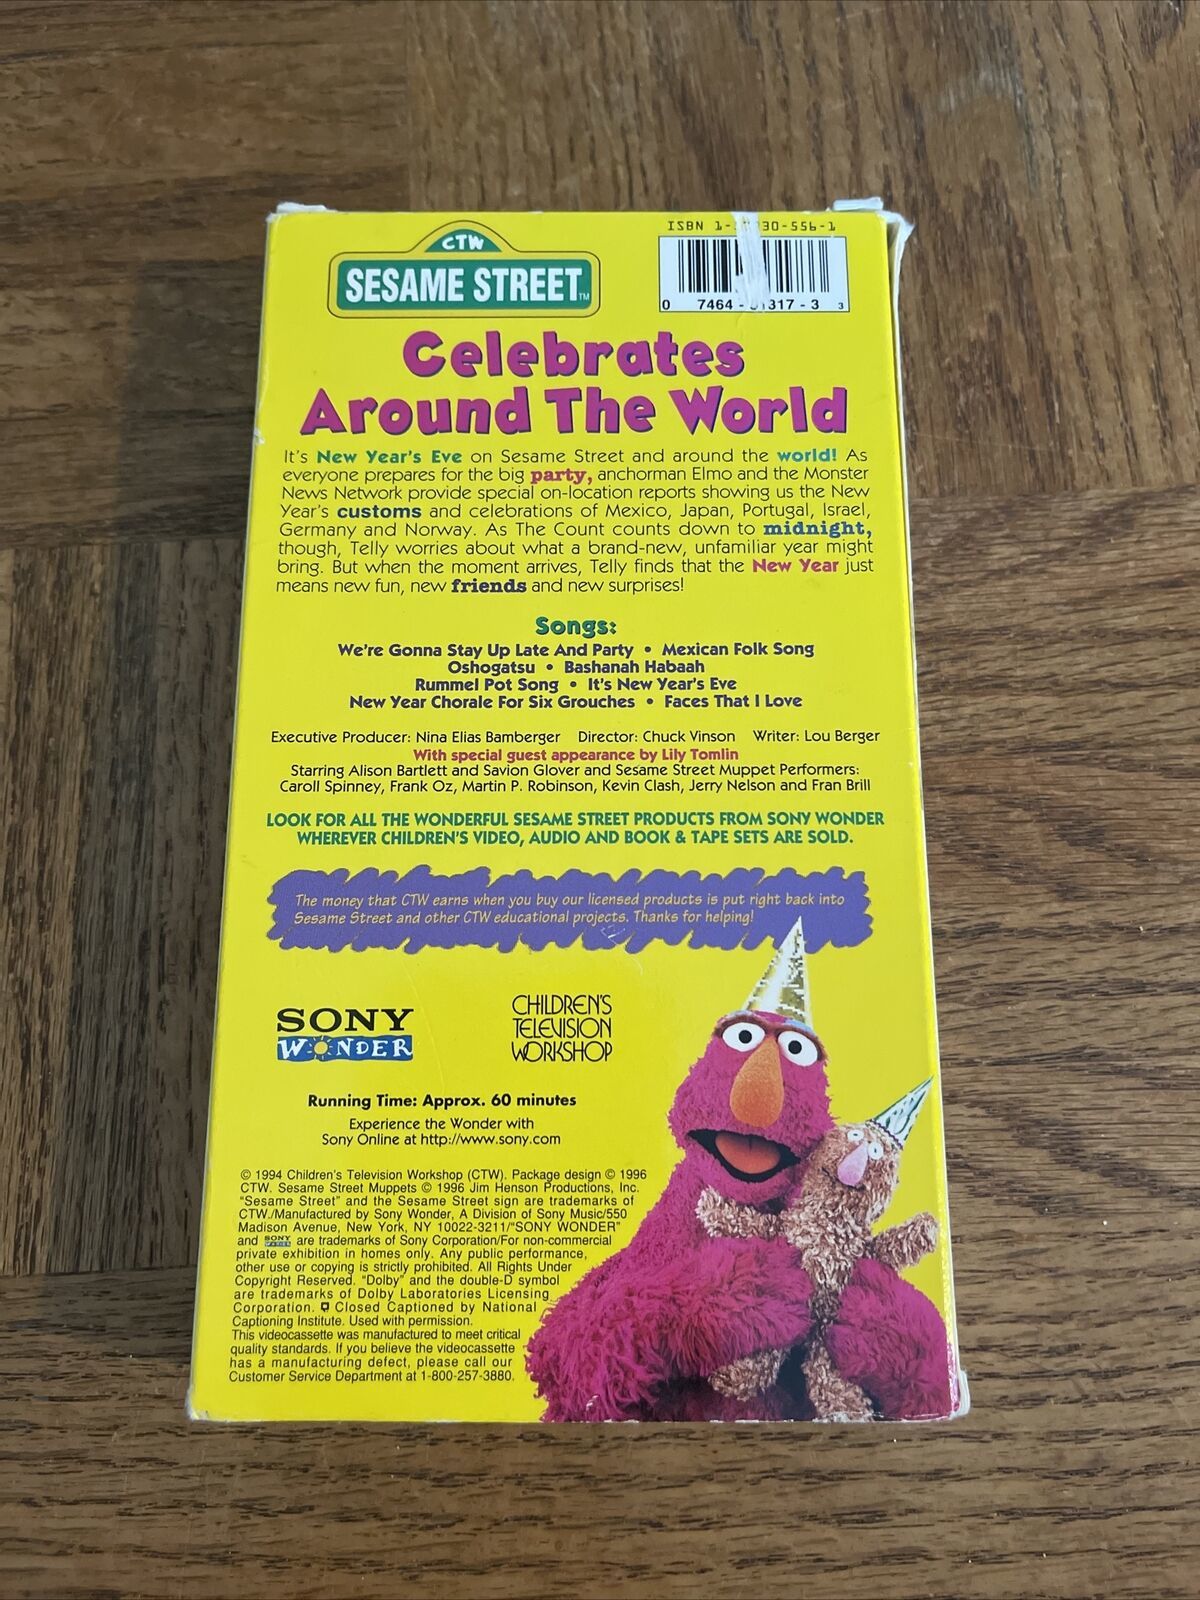 CTW
SESAME STREET™
ISBN 1- 30-556-1
0 7464 - 1317 - 3 3
Celebrates
Around The World
It's New Year's Eve on Sesame Street and around the world! As
everyone prepares for the big party, anchorman Elmo and the Monster
News Network provide special on-location reports showing us the New
Year's customs and celebrations of Mexico, Japan, Portugal, Israel,
Germany and Norway. As The Count counts down to midnight,
though, Telly worries about what a brand-new, unfamiliar year might
bring. But when the moment arrives, Telly finds that the New Year just
means new fun, new friends and new surprises!
Songs:
We're Gonna Stay Up Late And Party • Mexican Folk Song
Oshogatsu • Bashanah Habaah
Rummel Pot Song • It's New Year's Eve
New Year Chorale For Six Grouches • Faces That I Love
Executive Producer: Nina Elias Bamberger Director: Chuck Vinson Writer: Lou Berger
With special guest appearance by Lily Tomlin
Starring Alison Bartlett and Savion Glover and Sesame Street Muppet Performers:
Caroll Spinney, Frank Oz, Martin P. Robinson, Kevin Clash, Jerry Nelson and Fran Brill
LOOK FOR ALL THE WONDERFUL SESAME STREET PRODUCTS FROM SONY WONDER
WHEREVER CHILDREN'S VIDEO, AUDIO AND BOOK & TAPE SETS ARE SOLD.
The money that CTW earns when you buy our licensed products is put right back into
Sesame Street and other CTW educational projects. Thanks for helping!
SONY
WONDER
CHILDREN'S
TELEVISION
WORKSHOP
Running Time: Approx. 60 minutes
Experience the Wonder with
Sony Online at http://www.sony.com
© 1994 Children's Television Workshop (CTW). Package design © 1996
CTW. Sesame Street Muppets © 1996 Jim Henson Productions, Inc.
"Sesame Street" and the Sesame Street sign are trademarks of
CTW./Manufactured by Sony Wonder, A Division of Sony Music/550
Madison Avenue, New York, NY 10022-3211/"SONY WONDER"
and SONY WONDER are trademarks of Sony Corporation/For non-commercial
private exhibition in homes only. Any public performance,
other use or copying is strictly prohibited. All Rights Under
Copyright Reserved. "Dolby" and the double-D symbol
are trademarks of Dolby Laboratories Licensing
Corporation. Closed Captioned by National
Captioning Institute. Used with permission.
This videocassette was manufactured to meet critical
quality standards. If you believe the videocassette
has a manufacturing defect, please call our
Customer Service Department at 1-800-257-3880.